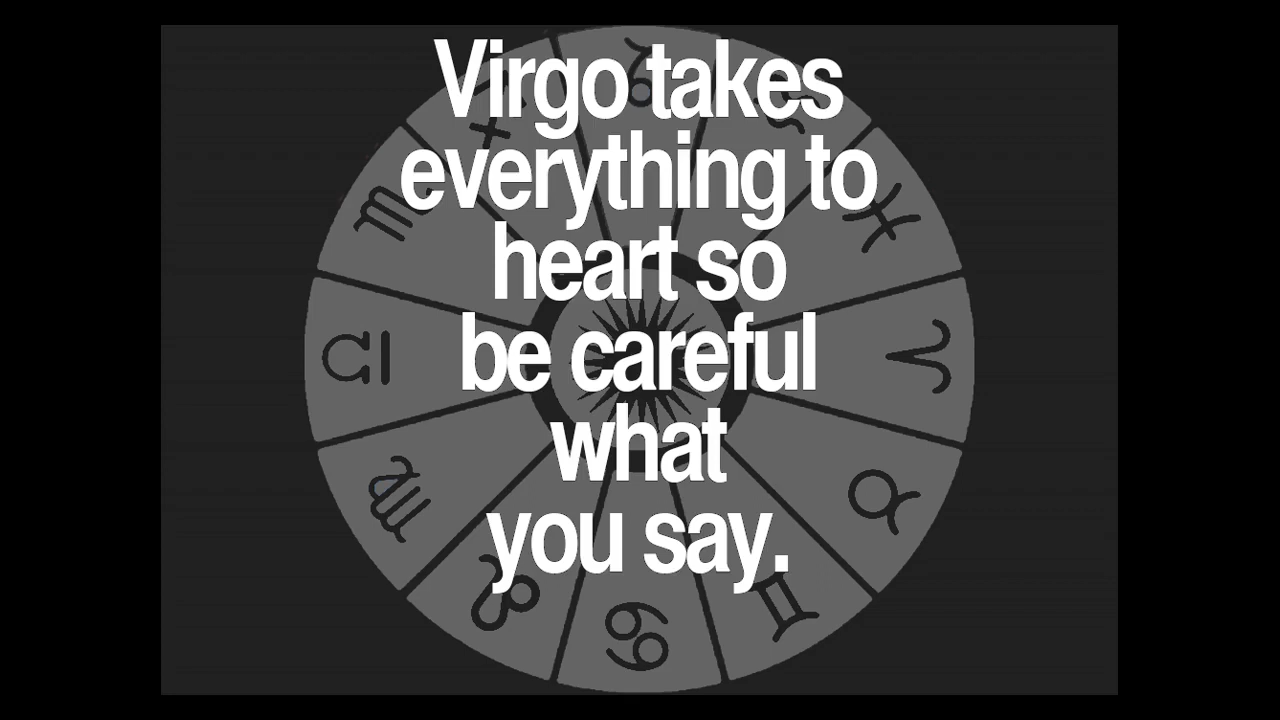 Virgo takes
everything to
heart so
be careful
what
you say.